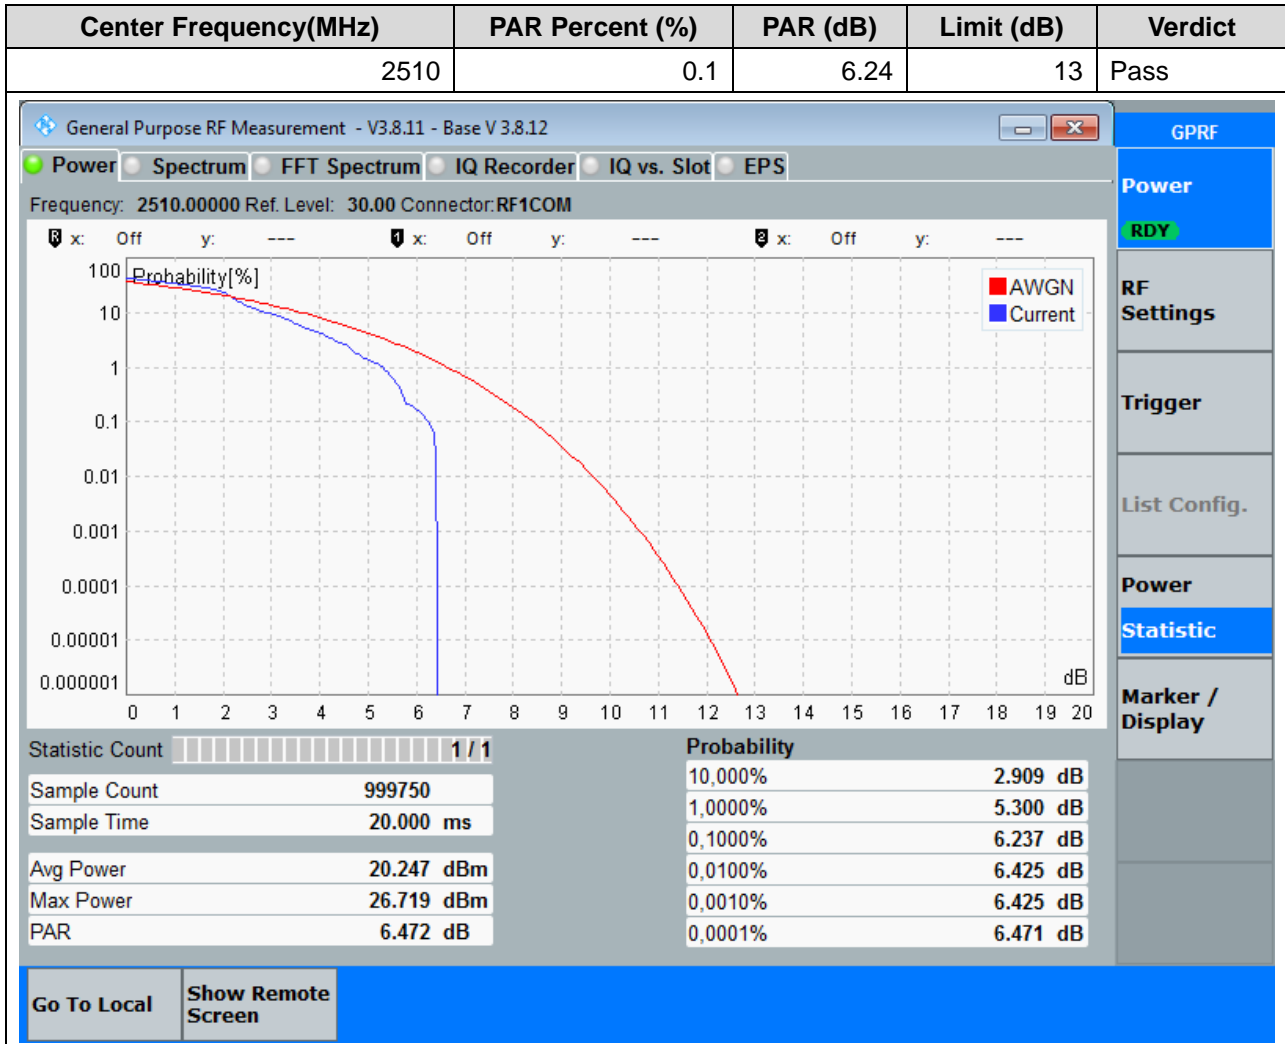 Center Frequency(MHz) PAR Percent (%) PAR (dB) Limit (dB) Verdict
2510 0.1 6.24 13 Pass
General Purpose RF Measurement - V3.8.11 - Base V 3.8.12
GPRF
Power Spectrum FFT Spectrum IQ Recorder IQ vs. Slot EPS
Power
RDY
Frequency: 2510.00000 Ref. Level: 30.00 Connector:RF1COM
R x: Off y: --- 1 x: Off y: --- 2 x: Off y: ---
Probability[%]
AWGN
Current
100
10
1
0.1
0.01
0.001
0.0001
0.00001
0.000001
dB
0 1 2 3 4 5 6 7 8 9 10 11 12 13 14 15 16 17 18 19 20
RF
Settings
Trigger
List Config.
Power
Statistic
Marker /
Display
Statistic Count 1 / 1
Sample Count 999750
Sample Time 20.000 ms
Avg Power 20.247 dBm
Max Power 26.719 dBm
PAR 6.472 dB
Probability
10,000% 2.909 dB
1,0000% 5.300 dB
0,1000% 6.237 dB
0,0100% 6.425 dB
0,0010% 6.425 dB
0,0001% 6.471 dB
Go To Local
Show Remote
Screen